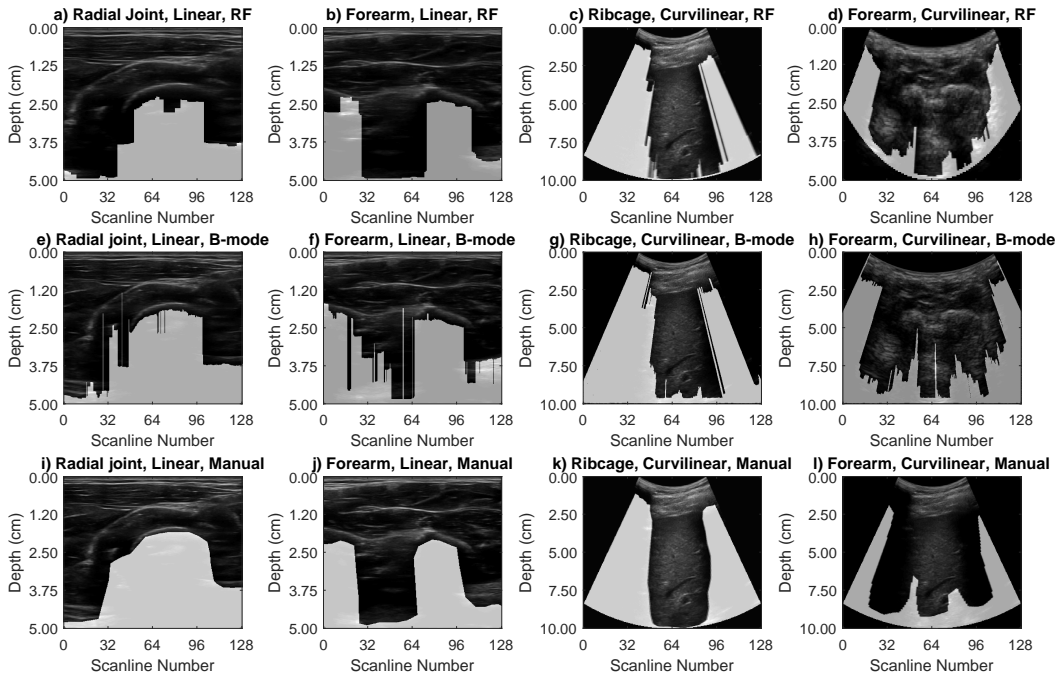 a) Radial Joint, Linear, RF
b) Forearm, Linear, RF
c) Ribcage, Curvilinear, RF
d) Forearm, Curvilinear, RF
0.00
1.25
2.50
3.75
5.00
Depth (cm)
0 32 64 96 128
Scanline Number
0.00
1.25
2.50
3.75
5.00
Depth (cm)
0 32 64 96 128
Scanline Number
0.00
2.50
5.00
7.50
10.00
Depth (cm)
0 32 64 96 128
Scanline Number
0.00
1.25
2.50
3.75
5.00
Depth (cm)
0 32 64 96 128
Scanline Number
e) Radial joint, Linear, B-mode
f) Forearm, Linear, B-mode
g) Ribcage, Curvilinear, B-mode
h) Forearm, Curvilinear, B-mode
0.00
1.20
2.50
3.75
5.00
Depth (cm)
0 32 64 96 128
Scanline Number
0.00
1.20
2.50
3.75
5.00
Depth (cm)
0 32 64 96 128
Scanline Number
0.00
2.50
5.00
7.50
10.00
Depth (cm)
0 32 64 96 128
Scanline Number
0.00
2.50
5.00
7.50
10.00
Depth (cm)
0 32 64 96 128
Scanline Number
i) Radial joint, Linear, Manual
j) Forearm, Linear, Manual
k) Ribcage, Curvilinear, Manual
l) Forearm, Curvilinear, Manual
0.00
1.20
2.50
3.75
5.00
Depth (cm)
0 32 64 96 128
Scanline Number
0.00
1.20
2.50
3.75
5.00
Depth (cm)
0 32 64 96 128
Scanline Number
0.00
2.50
5.00
7.50
10.00
Depth (cm)
0 32 64 96 128
Scanline Number
0.00
2.50
5.00
7.50
10.00
Depth (cm)
0 32 64 96 128
Scanline Number